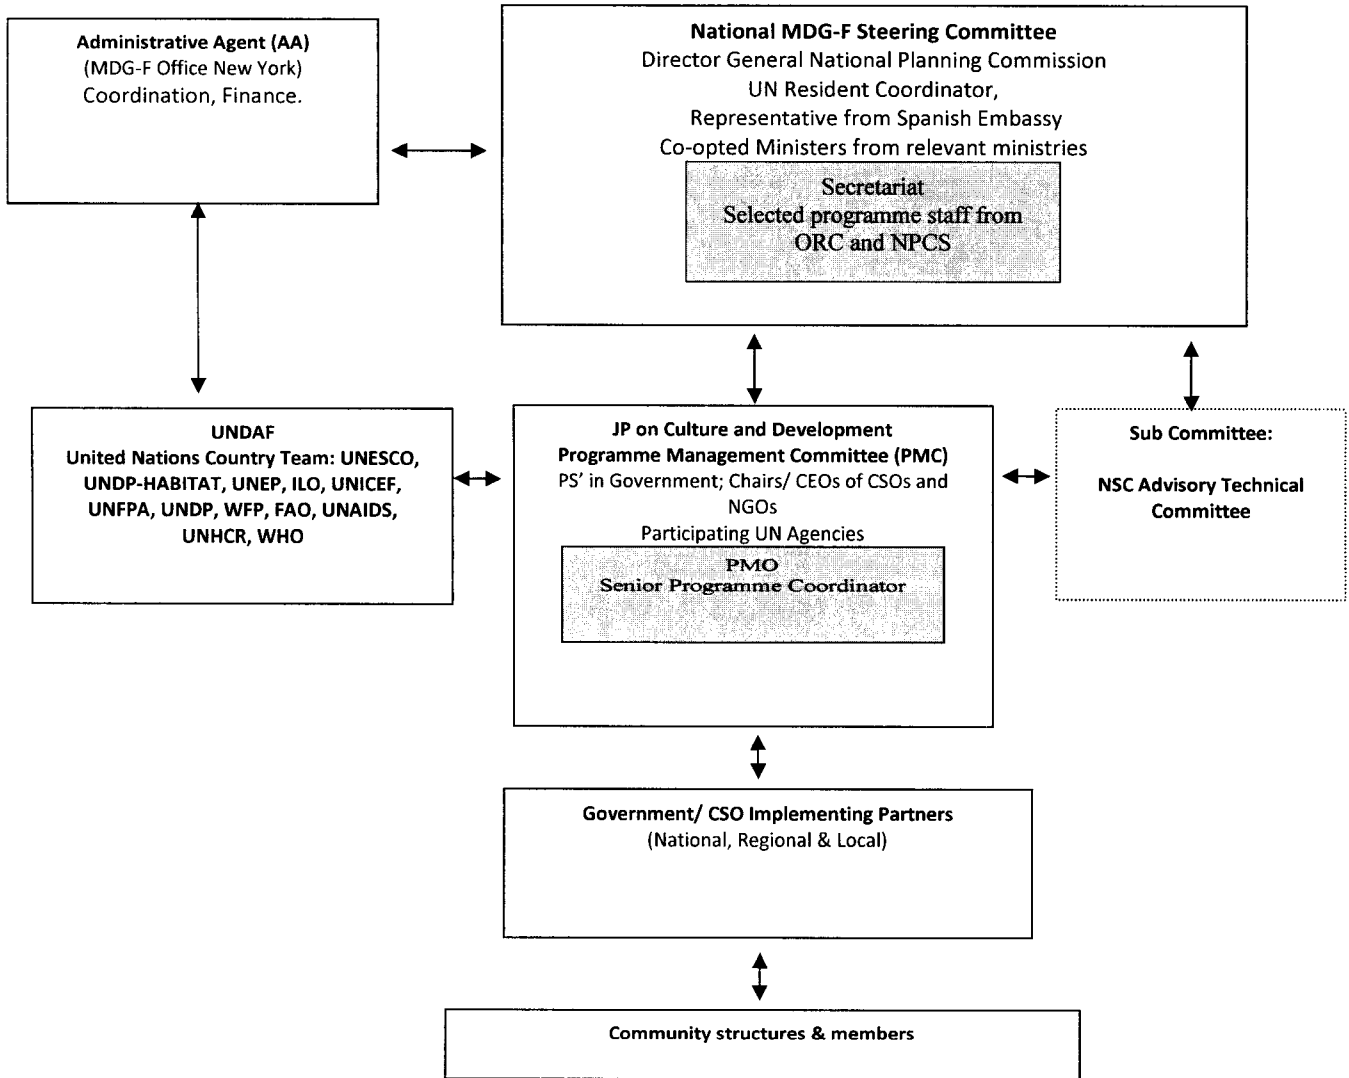 Administrative Agent (AA)
(MDG-F Office New York)
Coordination, Finance.
National MDG-F Steering Committee
Director General National Planning Commission
UN Resident Coordinator,
Representative from Spanish Embassy
Co-opted Ministers from relevant ministries
Secretariat
Selected programme staff from
ORC and NPCS
UNDAF
United Nations Country Team: UNESCO,
UNDP-HABITAT, UNEP, ILO, UNICEF,
UNFPA, UNDP, WFP, FAO, UNAIDS,
UNHCR, WHO
JP on Culture and Development
Programme Management Committee (PMC)
PS’ in Government; Chairs/ CEOs of CSOs and
NGOs
Participating UN Agencies
PMO
Senior Programme Coordinator
Sub Committee:
NSC Advisory Technical
Committee
Government/ CSO Implementing Partners
(National, Regional & Local)
Community structures & members